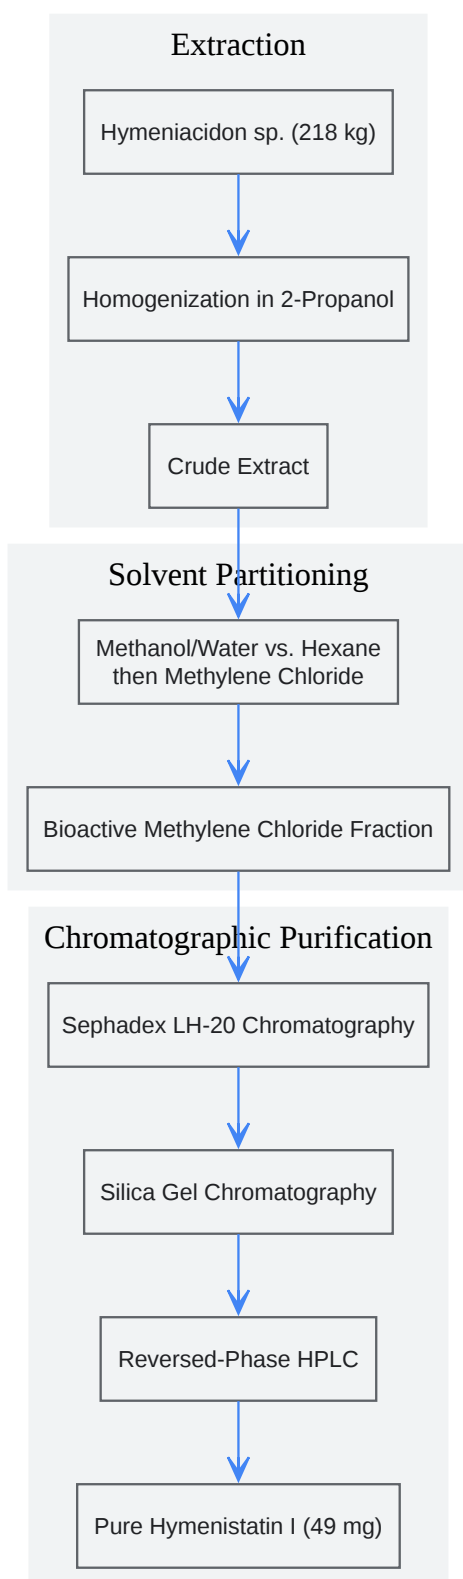 Extraction
Hymeniacidon sp. (218 kg)
Homogenization in 2-Propanol
Crude Extract
Solvent Partitioning
Methanol/Water vs. Hexane
then Methylene Chloride
Bioactive Methylene Chloride Fraction
Chromatographic Purification
Sephadex LH-20 Chromatography
Silica Gel Chromatography
Reversed-Phase HPLC
Pure Hymenistatin I (49 mg)